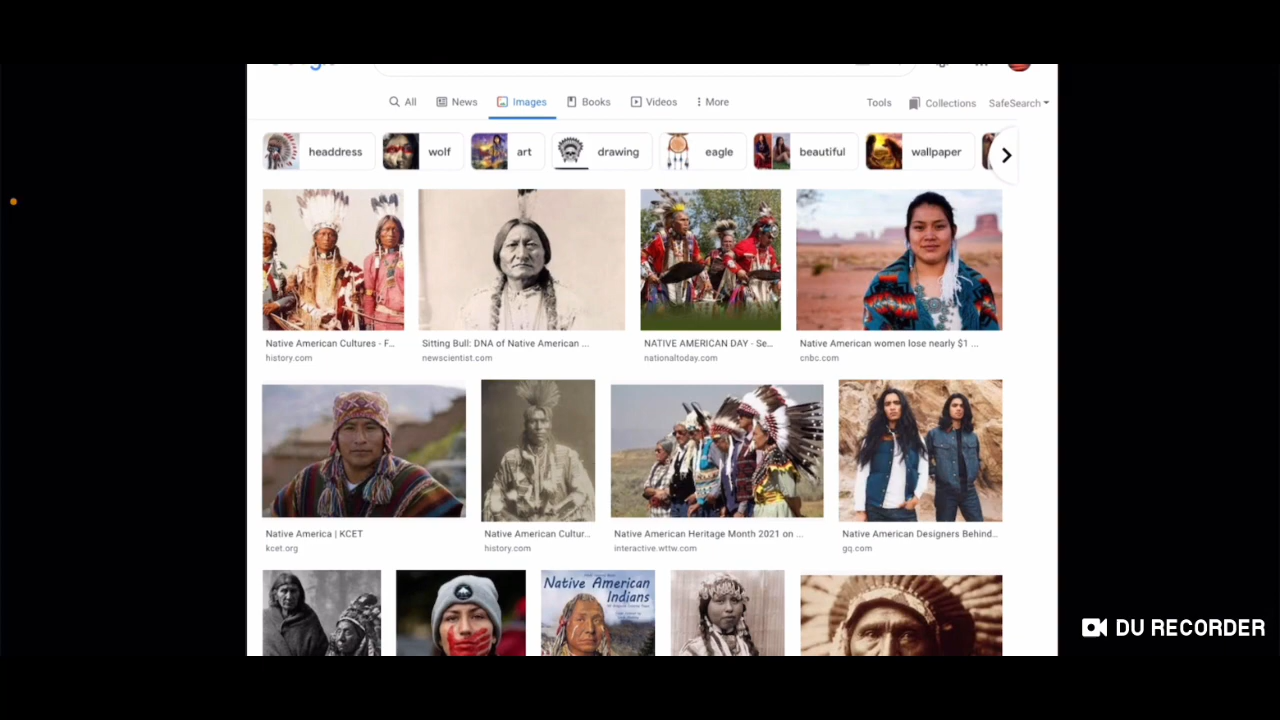 All News Images Books Videos More Tools Collections SafeSearch
headdress wolf art drawing eagle beautiful wallpaper
Native American Cultures - F...
history.com
Sitting Bull: DNA of Native American ...
newscientist.com
NATIVE AMERICAN DAY - Se...
nationaltoday.com
Native American women lose nearly $1 ...
cnbc.com
Native America | KCET
kcet.org
Native American Cultur...
history.com
Native American Heritage Month 2021 on ...
interactive.wttw.com
Native American Designers Behind...
gq.com
Native American
Indians
DU RECORDER